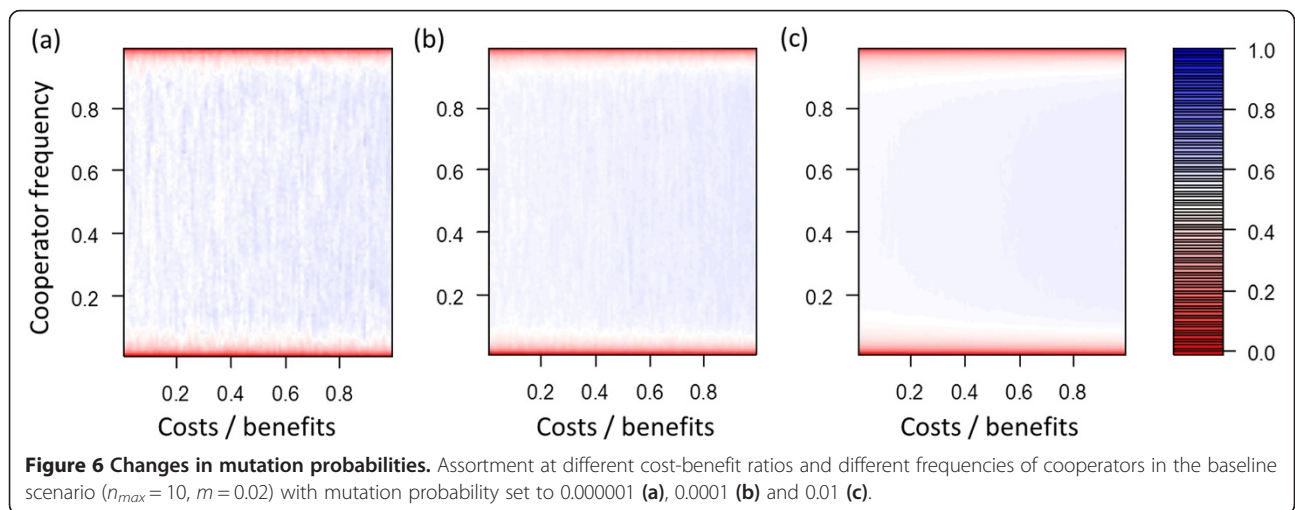 (a)
(b)
(c)
Cooperator frequency
0.8
0.6
0.4
0.2
0.2 0.4 0.6 0.8
Costs / benefits
0.8
0.6
0.4
0.2
0.2 0.4 0.6 0.8
Costs / benefits
0.8
0.6
0.4
0.2
0.2 0.4 0.6 0.8
Costs / benefits
1.0
0.8
0.6
0.4
0.2
0.0
Figure 6 Changes in mutation probabilities. Assortment at different cost-benefit ratios and different frequencies of cooperators in the baseline
scenario (nmax = 10, m = 0.02) with mutation probability set to 0.000001 (a), 0.0001 (b) and 0.01 (c).